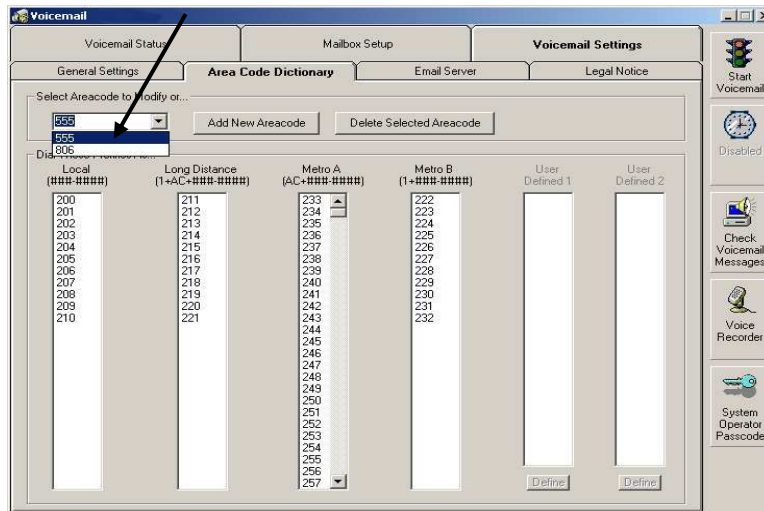 Voicemail
Voicemail Status
Mailbox Setup
Voicemail Settings
General Settings
Area Code Dictionary
Email Server
Legal Notice
Select Areacode to Modify or...
555
Add New Areacode
Delete Selected Areacode
555
806
Local
(###-####)
Long Distance
(1+AC+###-####)
Metro A
(AC+###-####)
Metro B
(1+###-####)
User
Defined 1
User
Defined 2
200
201
202
203
204
205
206
207
208
209
210
211
212
213
214
215
216
217
218
219
220
221
233
234
235
236
237
238
239
240
241
242
243
244
245
246
247
248
249
250
251
252
253
254
255
256
257
222
223
224
225
226
227
228
229
230
231
232
Define
Define
Start
Voicemail
Disabled
Check
Voicemail
Messages
Voice
Recorder
System
Operator
Passcode